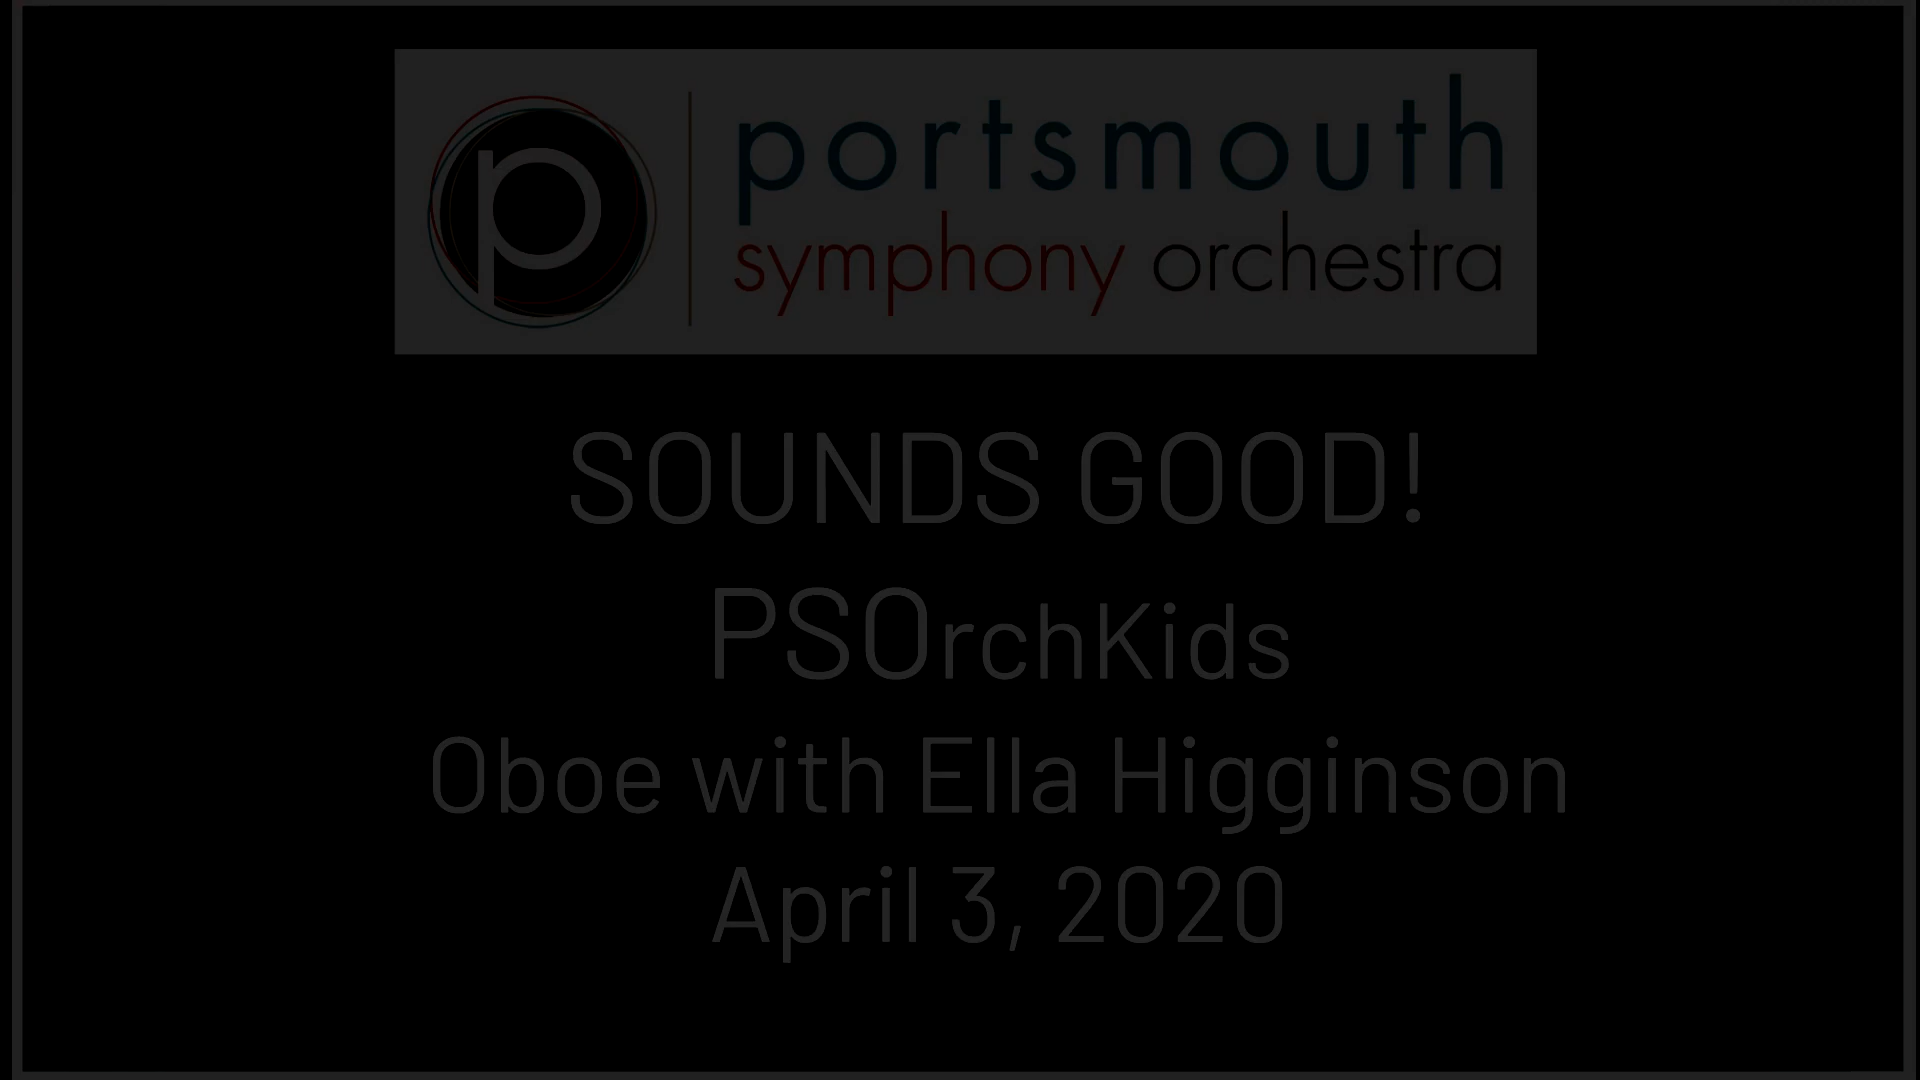 p
portsmouth
symphony orchestra
SOUNDS GOOD!
PSOrchKids
Oboe with Ella Higginson
April 3, 2020